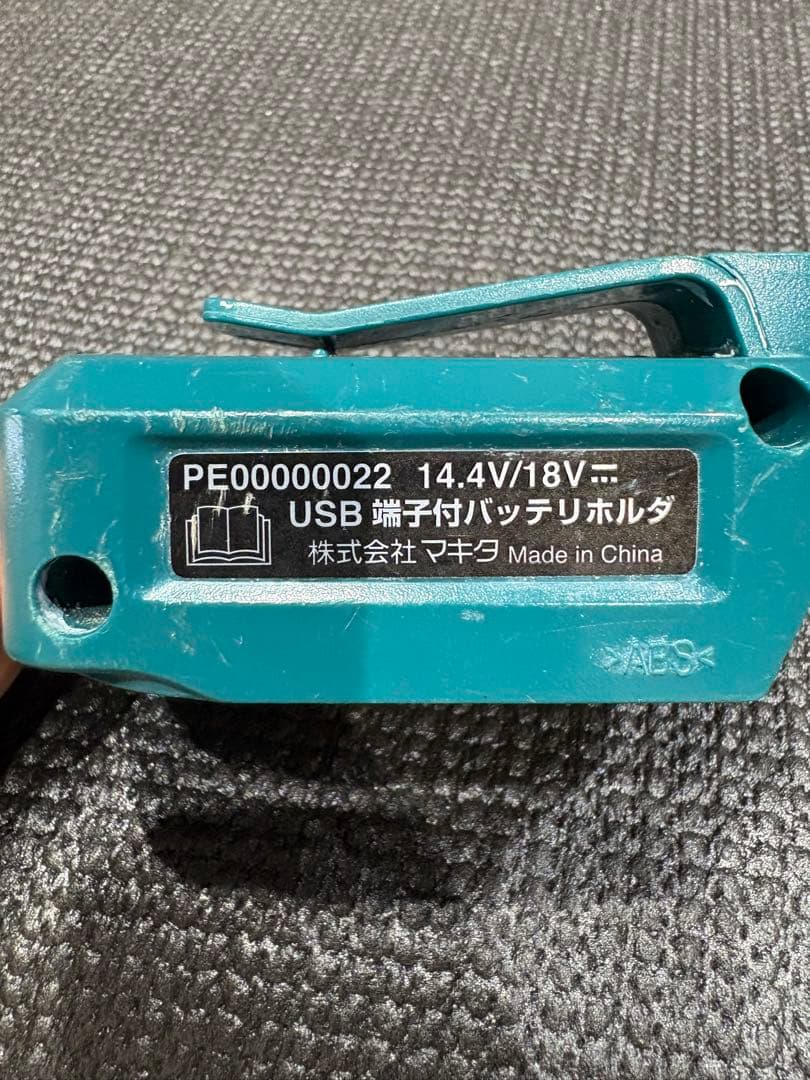 PE00000022 14.4V/18V⎓
USB 端子付バッテリホルダ
株式会社 マキタ Made in China
>ABS<